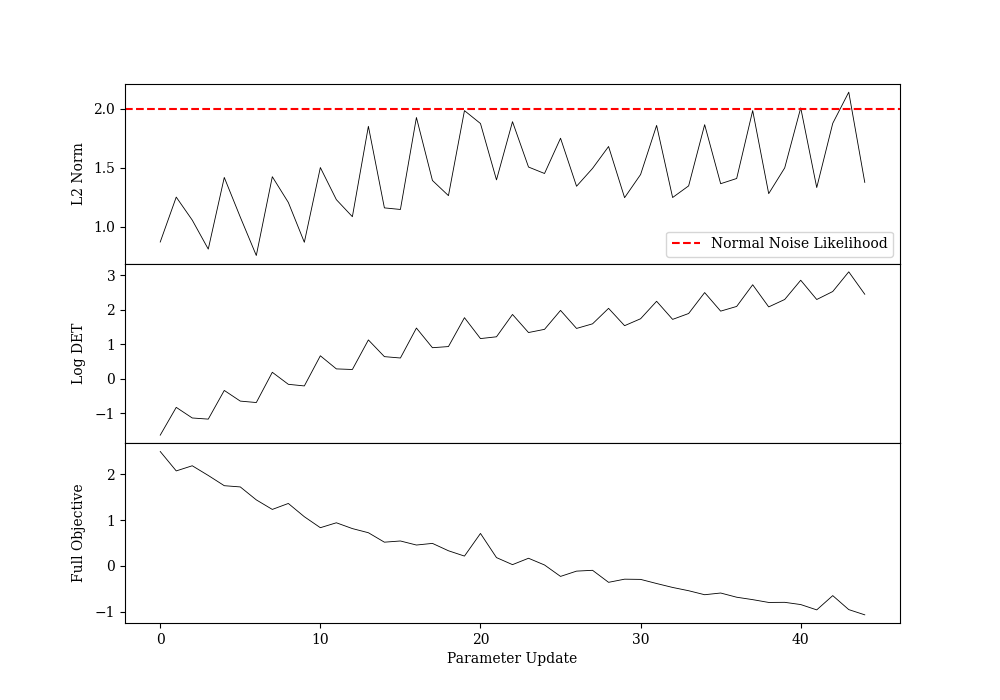 2.0
1.5
1.0
L2 Norm
Normal Noise Likelihood
3
2
1
0
−1
Log DET
2
1
0
−1
Full Objective
0 10 20 30 40
Parameter Update